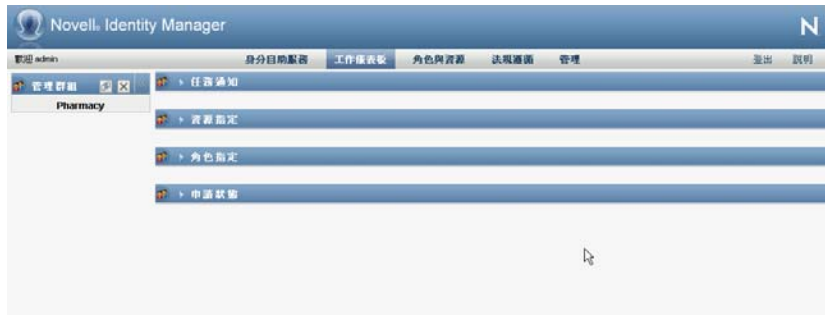 Novell® Identity Manager
N
歡迎 admin
身分自助服務 工作儀表板 角色與資源 法規遵循 管理 登出 說明
管理群組
Pharmacy
任務通知
資源指定
角色指定
申請狀態